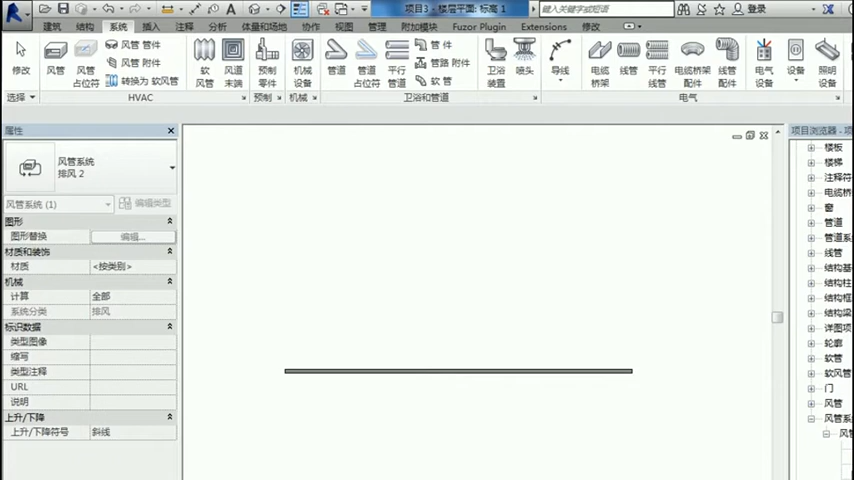 项目3 - 楼层平面: 标高 1
键入关键字或短语
登录
建筑 结构 系统 插入 注释 分析 体量和场地 协作 视图 管理 附加模块 Fuzor Plugin Extensions 修改
修改
风管
风管 占位符
风管 管件
风管 附件
转换为 软风管
软 风管
风道 末端
预制 零件
机械 设备
管道
管道 占位符
平行 管道
管件
管路 附件
软管
卫浴 装置
喷头
导线
电缆 桥架
线管
平行 线管
电缆桥架 配件
线管 配件
电气 设备
设备
照明 设备
选择 HVAC 预制 机械 卫浴和管道 电气
属性
风管系统
排风 2
风管系统 (1) 编辑类型
图形
图形替换 编辑...
材质和装饰
材质 <按类别>
机械
计算 全部
系统分类 排风
标识数据
类型图像
缩写
类型注释
URL
说明
上升/下降
上升/下降符号 斜线
项目浏览器 - 项目
楼板
楼梯
注释符
电缆桥
窗
管道
管道系
线管
结构基
结构柱
结构框
结构梁
详图项
轮廓
软管
软风管
门
风管
风管系
风管